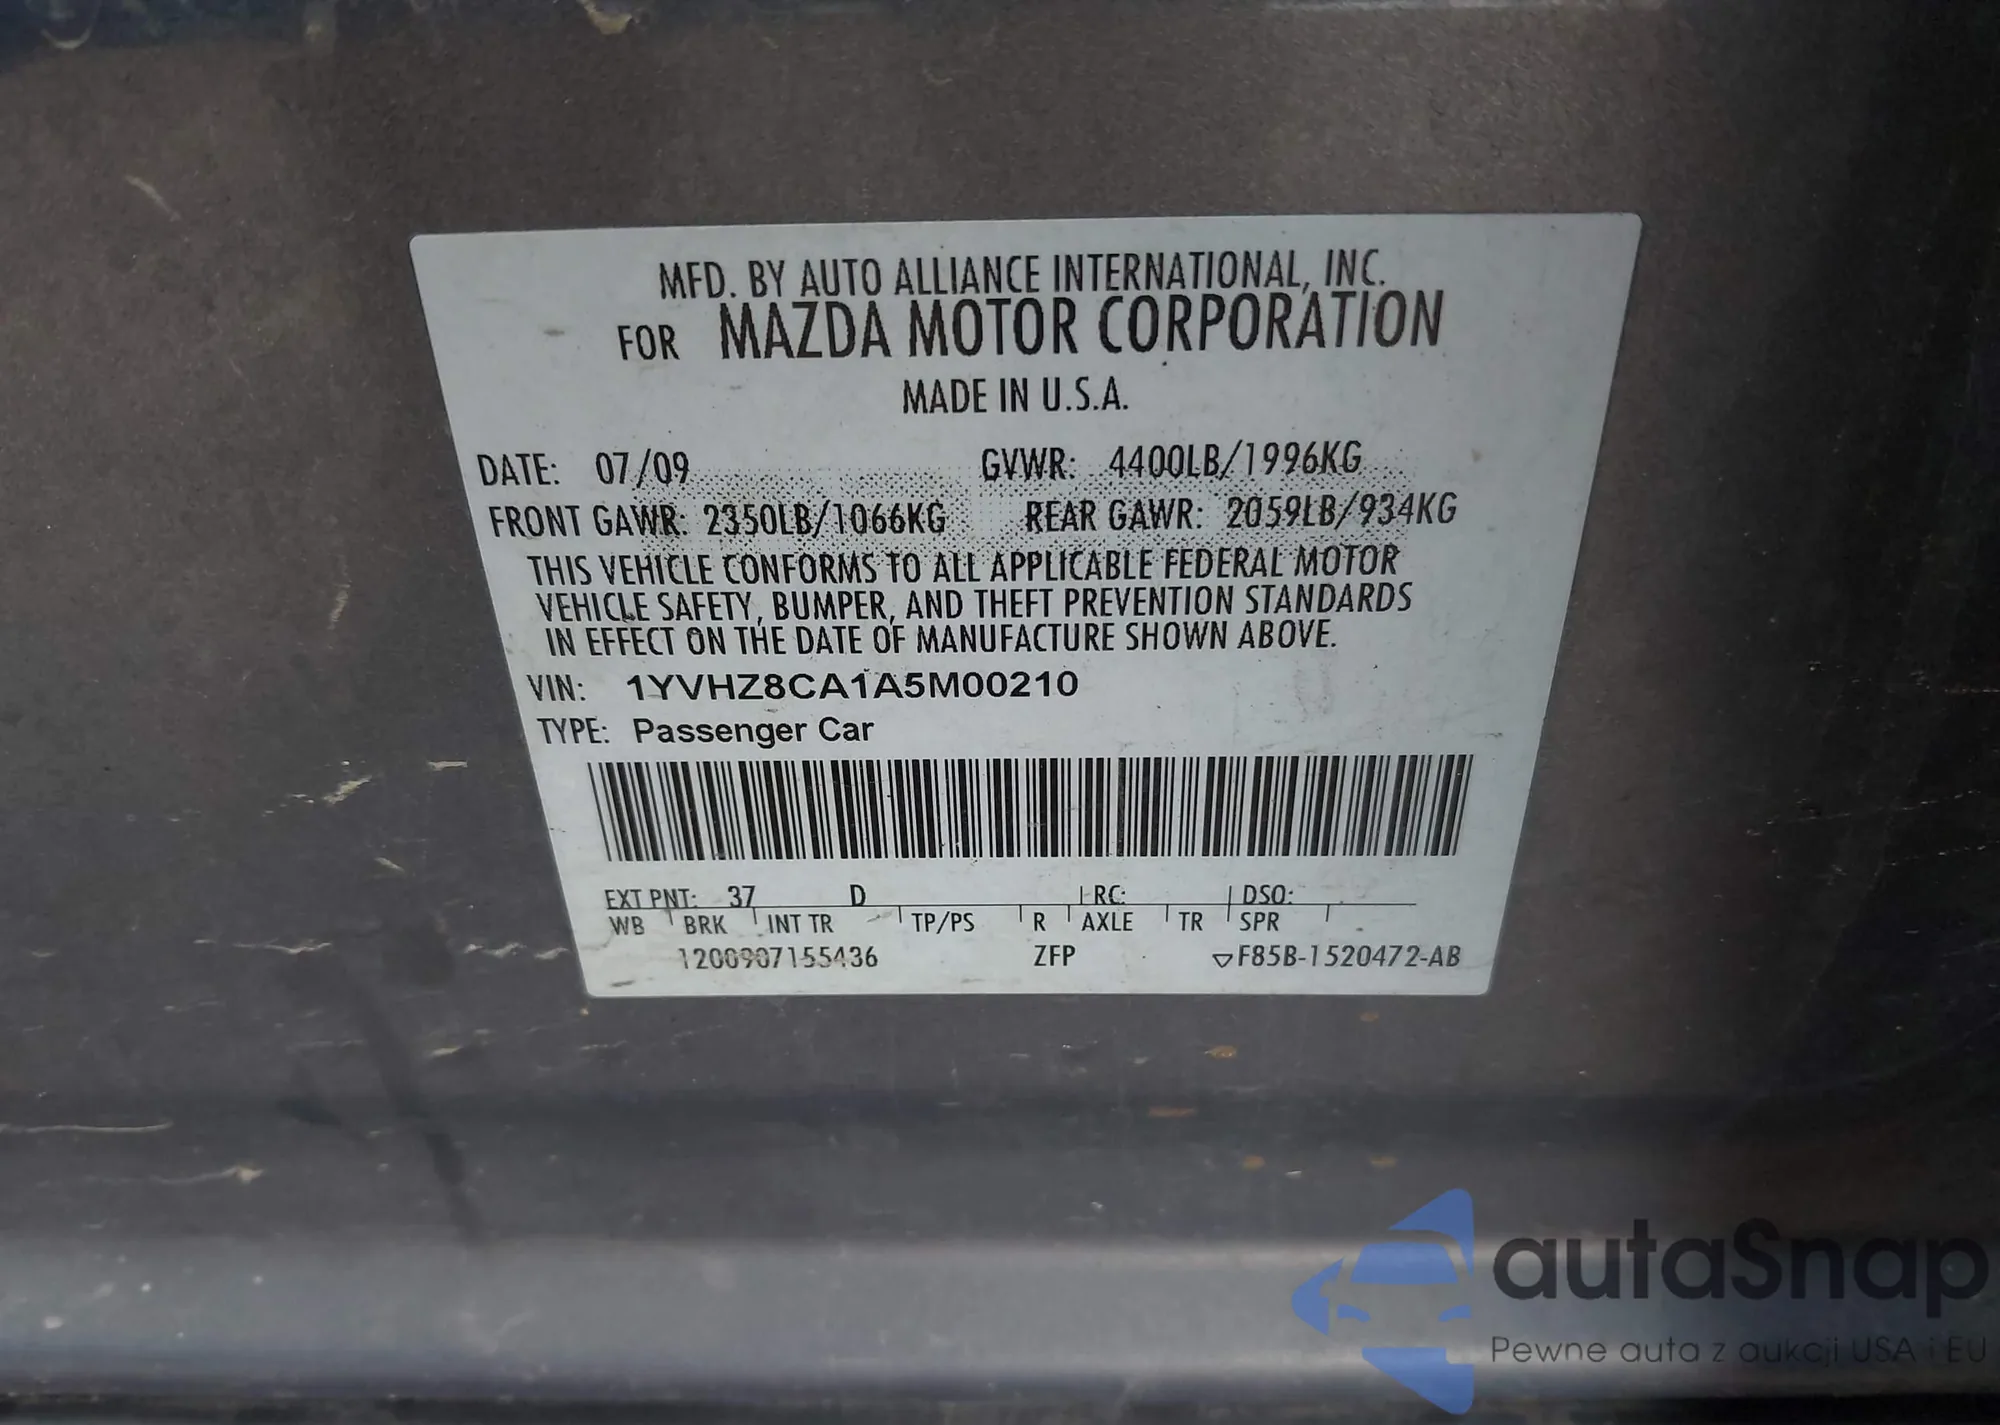 MFD. BY AUTO ALLIANCE INTERNATIONAL, INC.
FOR MAZDA MOTOR CORPORATION
MADE IN U.S.A.
DATE: 07/09 GVWR: 4400LB/1996KG
FRONT GAWR: 2350LB/1066KG REAR GAWR: 2059LB/934KG
THIS VEHICLE CONFORMS TO ALL APPLICABLE FEDERAL MOTOR
VEHICLE SAFETY, BUMPER, AND THEFT PREVENTION STANDARDS
IN EFFECT ON THE DATE OF MANUFACTURE SHOWN ABOVE.
VIN: 1YVHZ8CA1A5M00210
TYPE: Passenger Car
EXT PNT: 37 D RC: DSO:
WB BRK INT TR TP/PS R AXLE TR SPR
1200907155436 ZFP ▽F85B-1520472-AB
autaSnap
Pewne auta z aukcji USA i EU